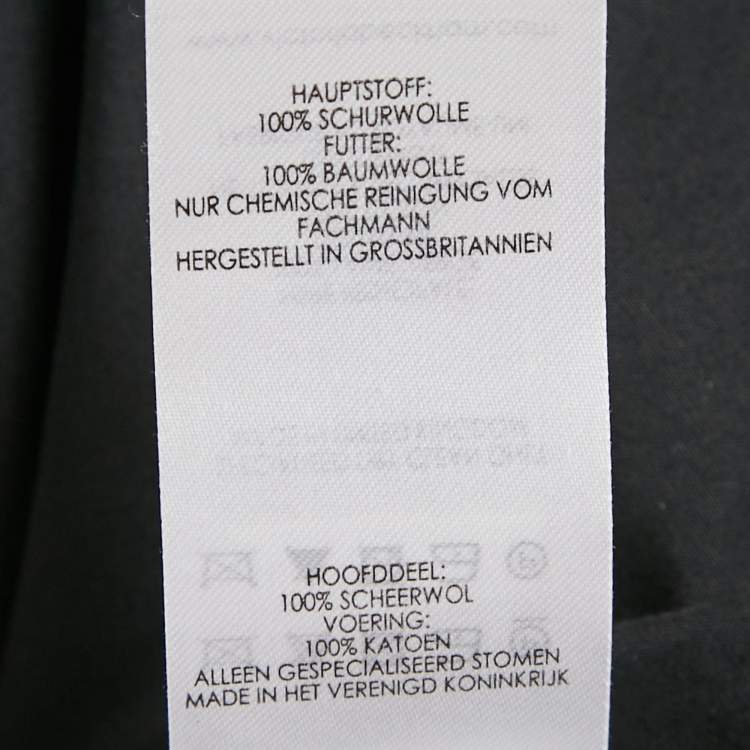 HAUPTSTOFF:
100% SCHURWOLLE
FUTTER:
100% BAUMWOLLE
NUR CHEMISCHE REINIGUNG VOM
FACHMANN
HERGESTELLT IN GROSSBRITANNIEN
HOOFDDEEL:
100% SCHEERWOL
VOERING:
100% KATOEN
ALLEEN GESPECIALISEERD STOMEN
MADE IN HET VERENIGD KONINKRIJK